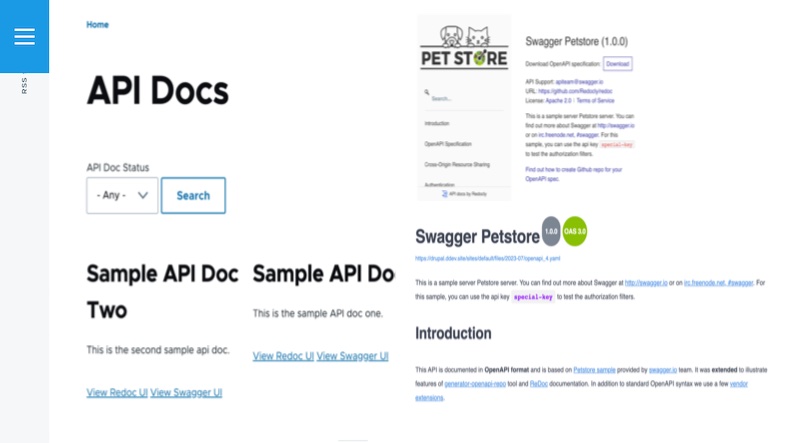 Home
RSS
API Docs
API Doc Status
- Any -
Search
Sample API Doc
Two
This is the second sample api doc.
View Redoc UI View Swagger UI
Sample API Do
This is the sample API doc one.
View Redoc UI View Swagger UI
PET STORE
Search...
Introduction
OpenAPI Specification
Cross-Origin Resource Sharing
Authentication
API docs by Redocly
Swagger Petstore (1.0.0)
Download OpenAPI specification: Download
API Support: apiteam@swagger.io
URL: https://github.com/Redocly/redoc
License: Apache 2.0 Terms of Service
This is a sample server Petstore server. You can
find out more about Swagger at http://swagger.io
or on irc.freenode.net, #swagger. For this
sample, you can use the api key special-key
to test the authorization filters.
Find out how to create Github repo for your
OpenAPI spec.
Swagger Petstore 1.0.0 OAS 3.0
https://drupal.ddev.site/sites/default/files/2023-07/openapi_4.yaml
This is a sample server Petstore server. You can find out more about Swagger at http://swagger.io or on irc.freenode.net, #swagger. For
this sample, you can use the api key special-key to test the authorization filters.
Introduction
This API is documented in OpenAPI format and is based on Petstore sample provided by swagger.io team. It was extended to illustrate
features of generator-openapi-repo tool and ReDoc documentation. In addition to standard OpenAPI syntax we use a few vendor
extensions.